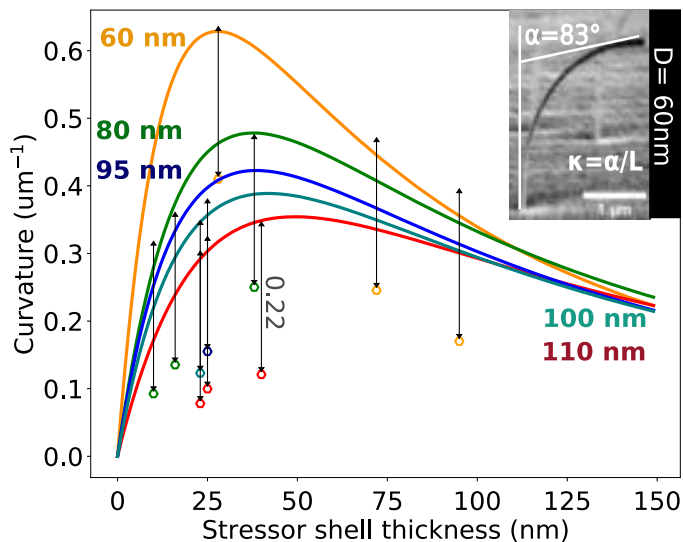 0.6
0.5
0.4
0.3
0.2
0.1
0.0
Curvature (um⁻¹)
60 nm
80 nm
95 nm
0.22
100 nm
110 nm
α=83°
κ=α/L
1 μm
D= 60nm
0 25 50 75 100 125 150
Stressor shell thickness (nm)